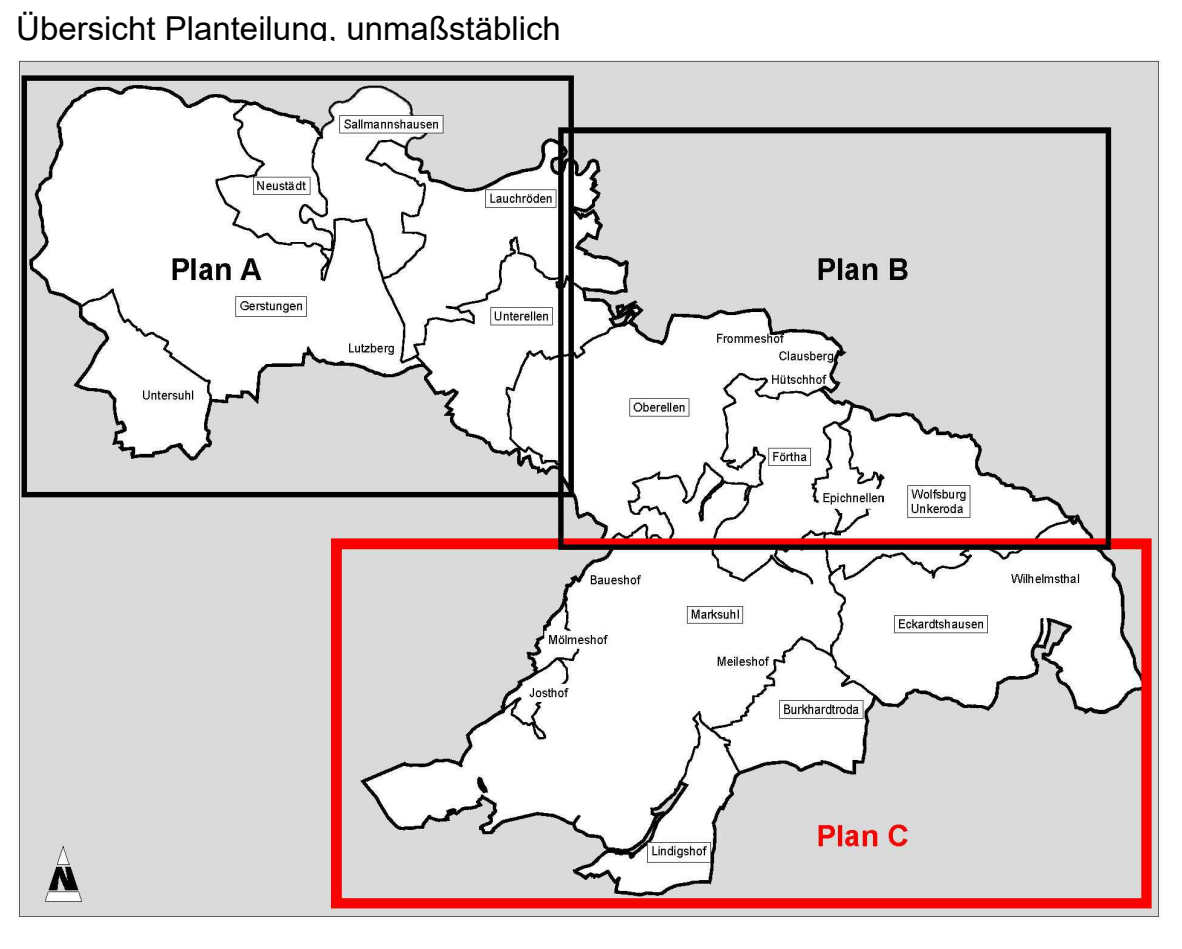 Übersicht Planteilung, unmaßstäblich
Sallmannshausen
Neustädt
Lauchröden
Plan A
Plan B
Gerstungen
Unterellen
Lutzberg
Frommeshof
Clausberg
Hütschhof
Untersuhl
Oberellen
Förtha
Epichnellen
Wolfsburg
Unkeroda
Baueshof
Wilhelmsthal
Marksuhl
Eckardtshausen
Mölmeshof
Meileshof
Josthof
Burkhardtroda
Plan C
Lindigshof
N